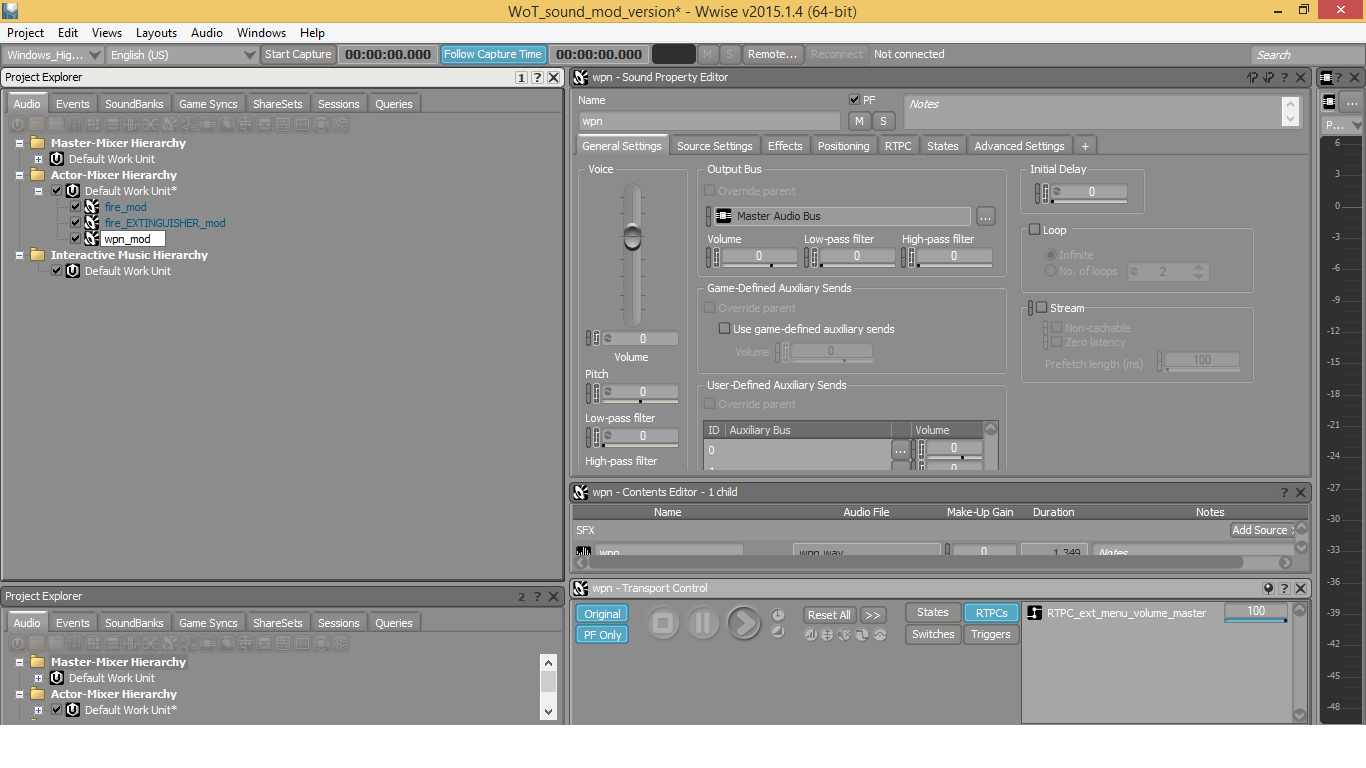 WoT_sound_mod_version* - Wwise v2015.1.4 (64-bit)
Project Edit Views Layouts Audio Windows Help
Windows_Hig... English (US) Start Capture 00:00:00.000 Follow Capture Time 00:00:00.000 M S Remote... Reconnect Not connected Search
Project Explorer 1 ?
Audio Events SoundBanks Game Syncs ShareSets Sessions Queries
Master-Mixer Hierarchy
Default Work Unit
Actor-Mixer Hierarchy
Default Work Unit*
fire_mod
fire_EXTINGUISHER_mod
wpn_mod
Interactive Music Hierarchy
Default Work Unit
Project Explorer 2 ?
Audio Events SoundBanks Game Syncs ShareSets Sessions Queries
Master-Mixer Hierarchy
Default Work Unit
Actor-Mixer Hierarchy
Default Work Unit*
wpn - Sound Property Editor ?
Name PF Notes
wpn M S
General Settings Source Settings Effects Positioning RTPC States Advanced Settings +
Voice
0
Volume
Pitch
0
Low-pass filter
0
High-pass filter
Output Bus
Override parent
Master Audio Bus ...
Volume Low-pass filter High-pass filter
0 0 0
Game-Defined Auxiliary Sends
Override parent
Use game-defined auxiliary sends
Volume 0
User-Defined Auxiliary Sends
Override parent
ID Auxiliary Bus Volume
0 ... 0
0
Initial Delay
0
Loop
Infinite
No. of loops 2
Stream
Non-cachable
Zero latency
Prefetch length (ms) 100
wpn - Contents Editor - 1 child ?
Name Audio File Make-Up Gain Duration Notes
SFX Add Source >
wpn wpn.wav 0 1.349 Notes
wpn - Transport Control ?
Original Reset All >> States RTPCs RTPC_ext_menu_volume_master 100
PF Only Switches Triggers
?
...
P...
6
3
0
-3
-6
-9
-12
-15
-18
-21
-24
-27
-30
-33
-36
-39
-42
-45
-48